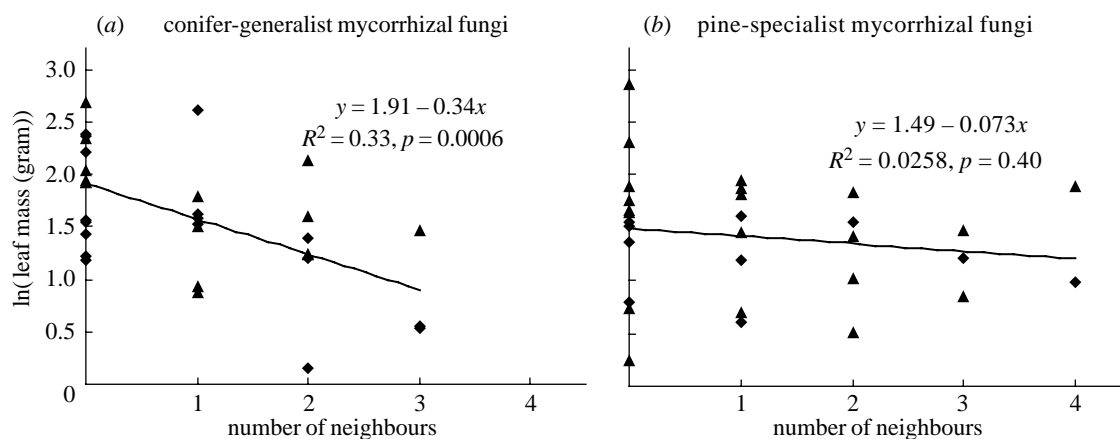 (a) conifer-generalist mycorrhizal fungi
3.0
2.5
2.0
1.5
1.0
0.5
0
ln(leaf mass (gram))
y = 1.91 – 0.34x
R² = 0.33, p = 0.0006
1 2 3 4
number of neighbours
(b) pine-specialist mycorrhizal fungi
y = 1.49 – 0.073x
R² = 0.0258, p = 0.40
1 2 3 4
number of neighbours